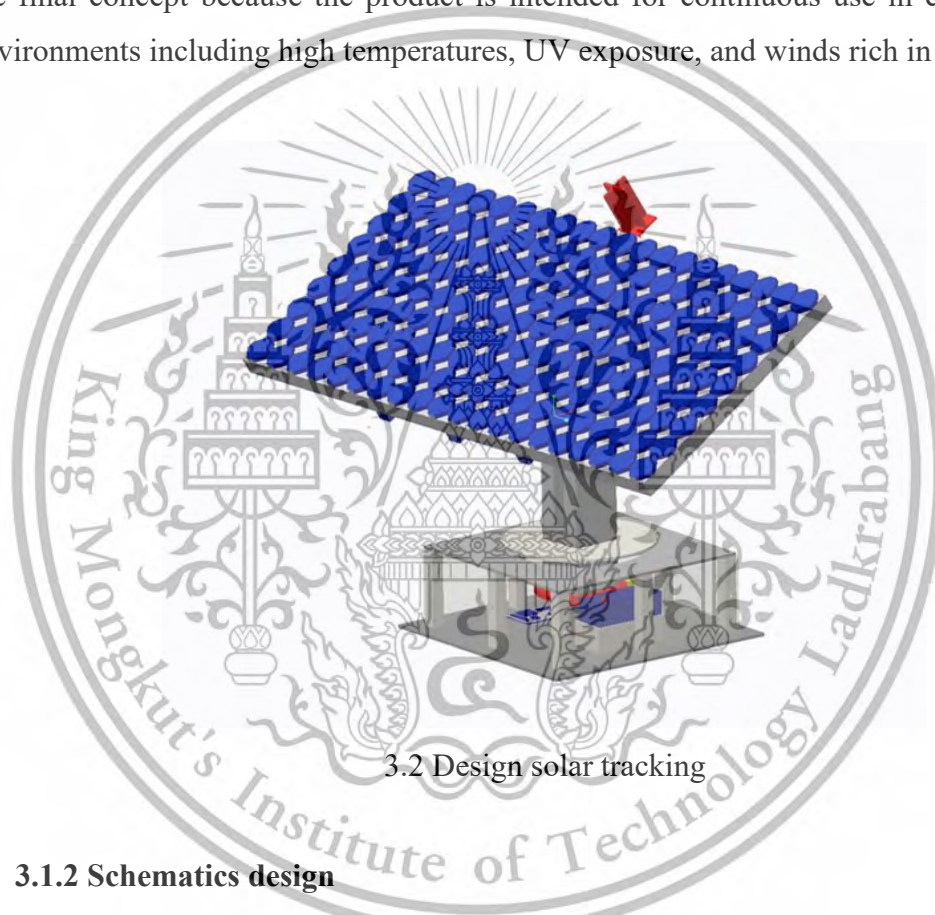 final concept because the product is intended for continuous use in
vironments including high temperatures, UV exposure, and winds rich in
King Mongkut's Institute of Technology Ladkrabang
3.2 Design solar tracking
3.1.2 Schematics design